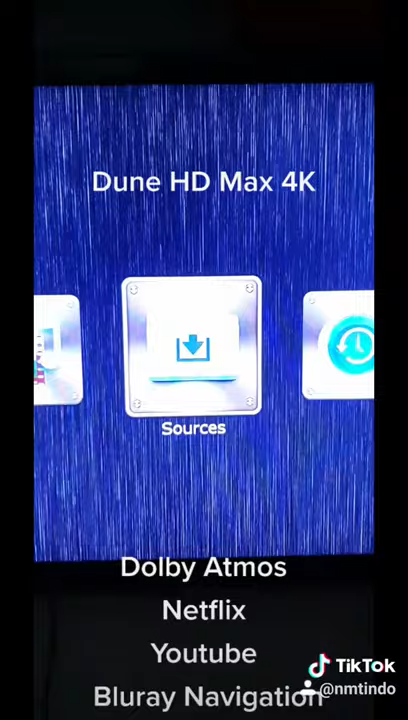 Dune HD Max 4K
Sources
Dolby Atmos
Netflix
Youtube
Bluray Navigation
TikTok
@nmtindo